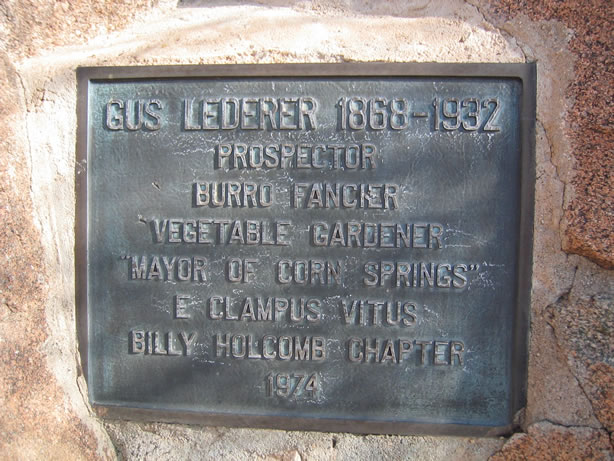 GUS LEDERER 1868-1932
PROSPECTOR
BURRO FANCIER
VEGETABLE GARDENER
"MAYOR OF CORN SPRINGS"
E CLAMPUS VITUS
BILLY HOLCOMB CHAPTER
1974